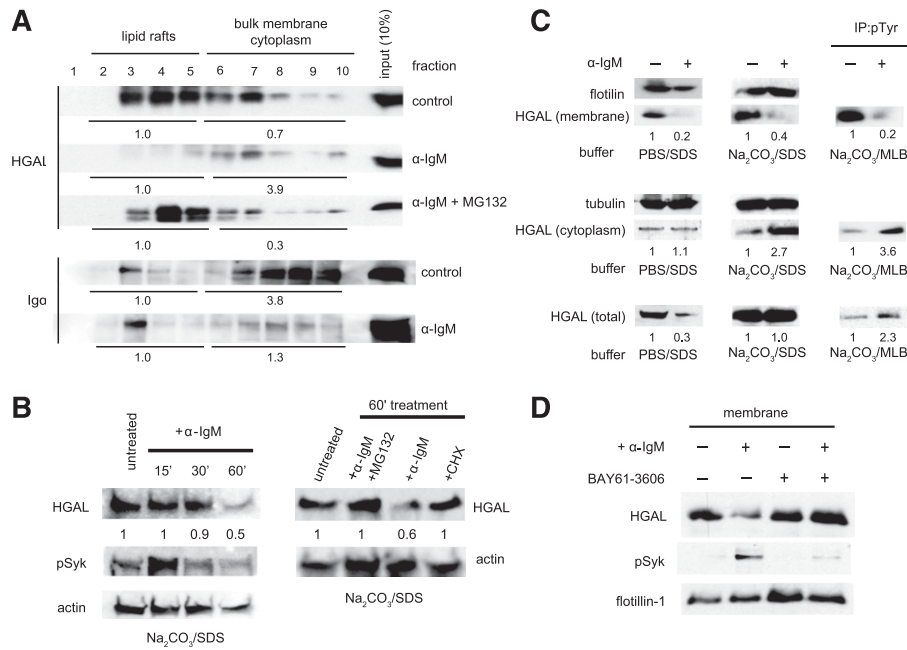 A
lipid rafts
bulk membrane
cytoplasm
input (10%)
1 2 3 4 5 6 7 8 9 10
fraction
control
1.0 0.7
HGAL
α-IgM
1.0 3.9
α-IgM + MG132
1.0 0.3
control
1.0 3.8
Igα
α-IgM
1.0 1.3
B
untreated
+α-IgM
15’ 30’ 60’
HGAL
1 0.9 0.5
pSyk
actin
Na2CO3/SDS
60’ treatment
untreated
+α-IgM
+MG132
+α-IgM
+CHX
HGAL
1 1 0.6 1
actin
Na2CO3/SDS
C
IP:pTyr
α-IgM – + – + – +
flotilin
HGAL (membrane)
1 0.2 1 0.4 1 0.2
buffer PBS/SDS Na2CO3/SDS Na2CO3/MLB
tubulin
HGAL (cytoplasm)
1 1.1 1 2.7 1 3.6
buffer PBS/SDS Na2CO3/SDS Na2CO3/MLB
HGAL (total)
1 0.3 1 1.0 1 2.3
buffer PBS/SDS Na2CO3/SDS Na2CO3/MLB
D
membrane
+ α-IgM – + – +
BAY61-3606 – – + +
HGAL
pSyk
flotillin-1